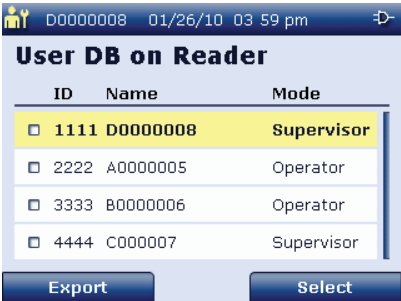 D0000008 01/26/10 03 59 pm
User DB on Reader
ID Name Mode
1111 D0000008 Supervisor
2222 A0000005 Operator
3333 B0000006 Operator
4444 C000007 Supervisor
Export Select